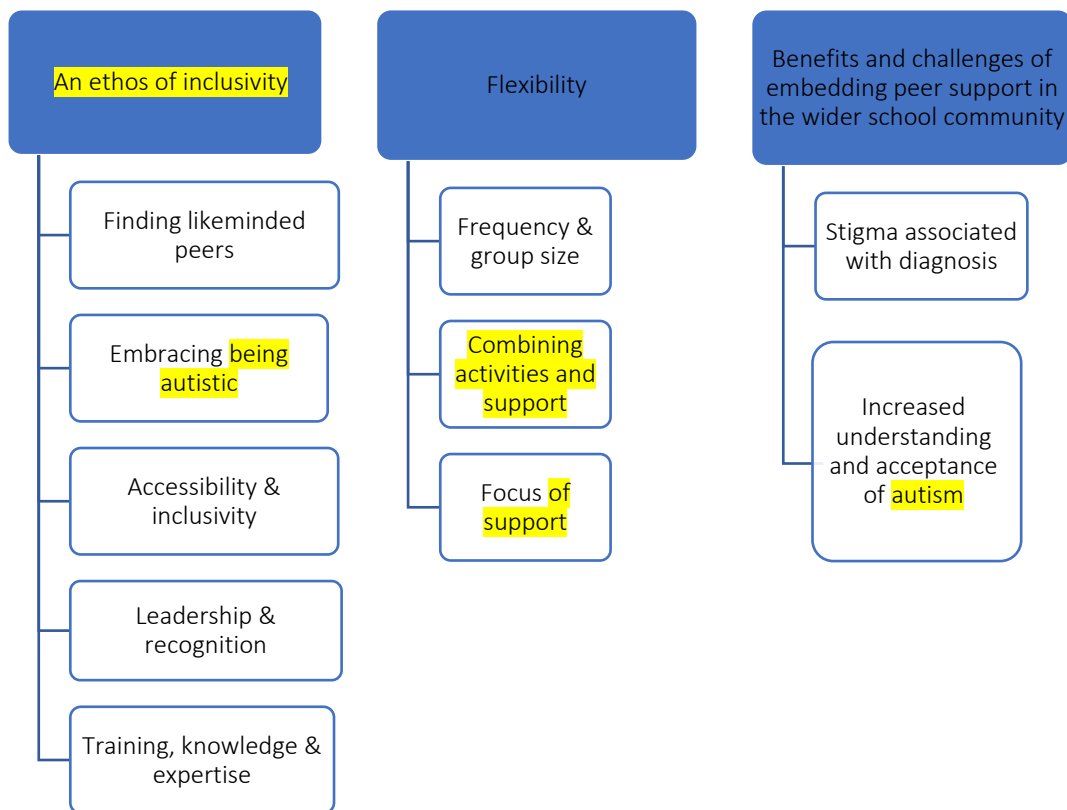 An ethos of inclusivity
Finding likeminded
peers
Embracing being
autistic
Accessibility &
inclusivity
Leadership &
recognition
Training, knowledge &
expertise
Flexibility
Frequency &
group size
Combining
activities and
support
Focus of
support
Benefits and challenges of
embedding peer support in
the wider school community
Stigma associated
with diagnosis
Increased
understanding
and acceptance
of autism